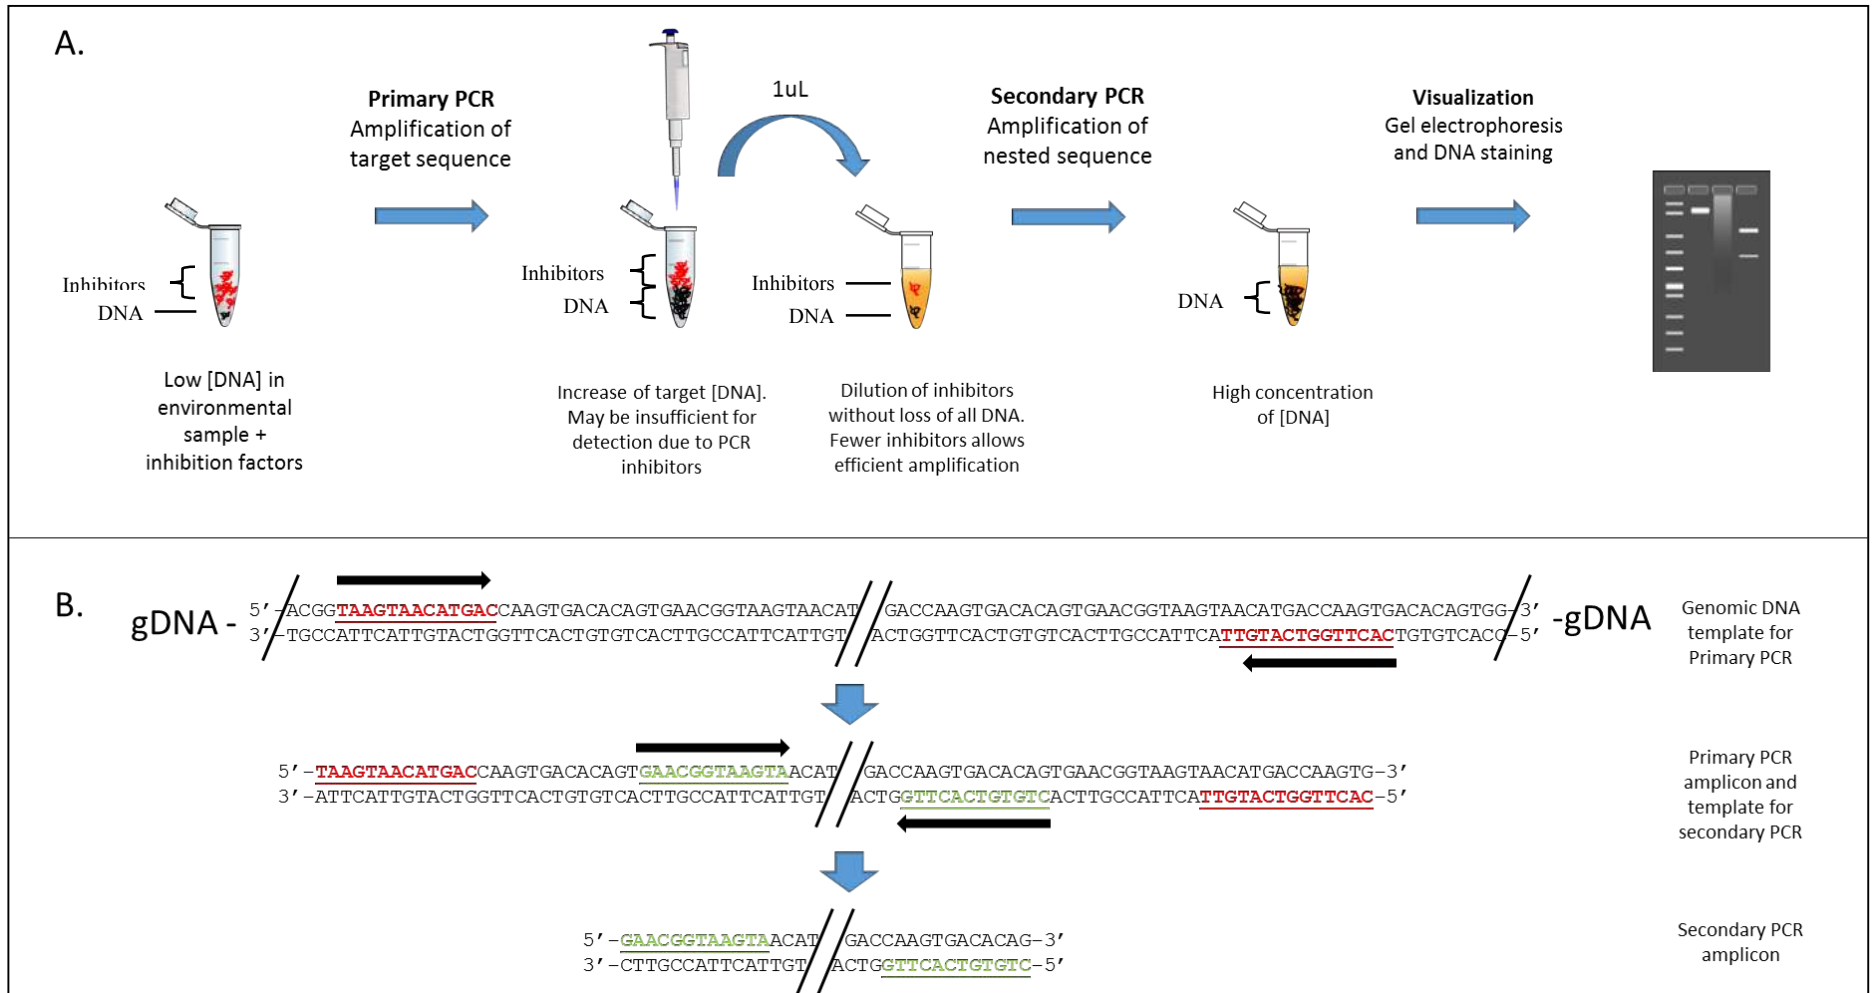 A.
Primary PCR
Amplification of
target sequence
1uL
Secondary PCR
Amplification of
nested sequence
Visualization
Gel electrophoresis
and DNA staining
Inhibitors
DNA
Inhibitors
DNA
Inhibitors
DNA
DNA
Low [DNA] in
environmental
sample +
inhibition factors
Increase of target [DNA].
May be insufficient for
detection due to PCR
inhibitors
Dilution of inhibitors
without loss of all DNA.
Fewer inhibitors allows
efficient amplification
High concentration
of [DNA]
B.
gDNA -
5’-ACGGTAAGTAACATGACCAAGTGACACAGTGAACGGTAAGTAACAT GACCAAGTGACACAGTGAACGGTAAGTAACATGACCAAGTGACACAGTGG-3’
3’-TGCCATTCATTGTACTGGTTCACTGTGTCACTTGCCATTCATTGT ACTGGTTCACTGTGTCACTTGCCATTCATTGTACTGGTTCACTGTGTCACC-5’
-gDNA
Genomic DNA
template for
Primary PCR
5’-TAAGTAACATGACCAAGTGACACAGTGAACGGTAAGTAACAT GACCAAGTGACACAGTGAACGGTAAGTAACATGACCAAGTG-3’
3’-ATTCATTGTACTGGTTCACTGTGTCACTTGCCATTCATTGT ACTGGTTCACTGTGTCACTTGCCATTCATTGTACTGGTTCAC-5’
Primary PCR
amplicon and
template for
secondary PCR
5’-GAACGGTAAGTAACAT GACCAAGTGACACAG-3’
3’-CTTGCCATTCATTGT ACTGGTTCACTGTGTC-5’
Secondary PCR
amplicon